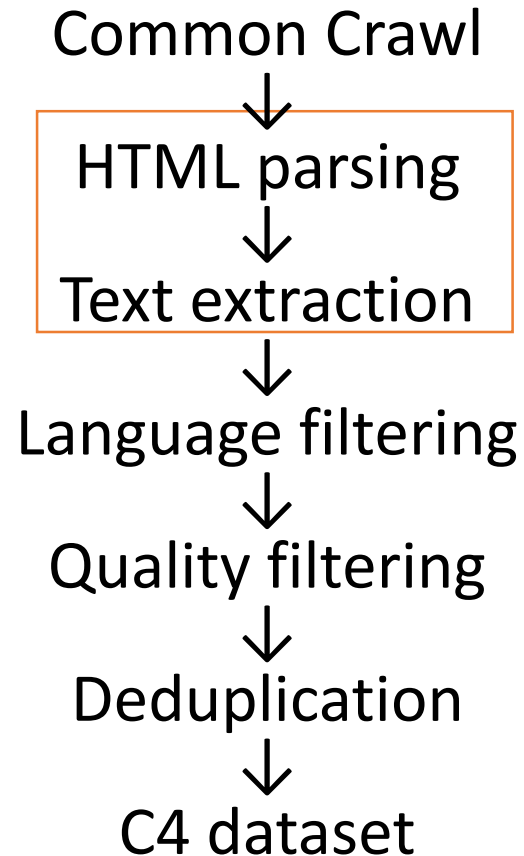 Common Crawl
HTML parsing
Text extraction
Language filtering
Quality filtering
Deduplication
C4 dataset